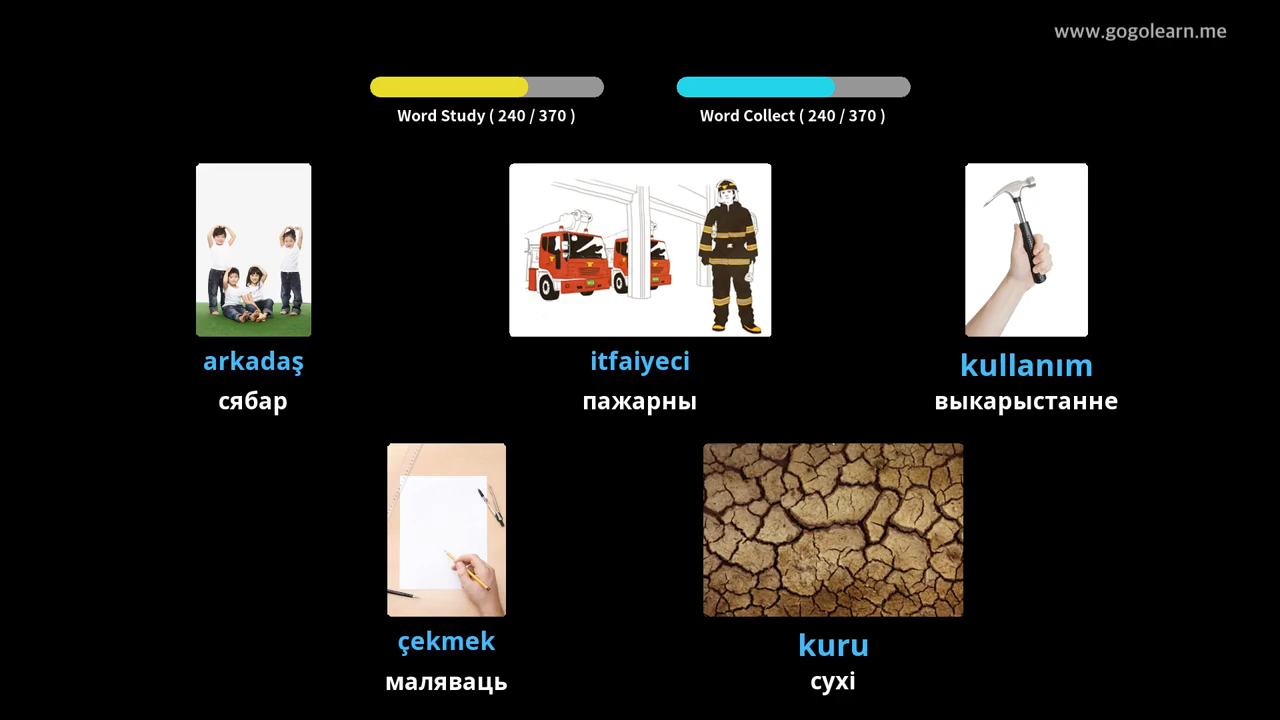 www.gogolearn.me
Word Study ( 240 / 370 )
Word Collect ( 240 / 370 )
arkadaş
сябар
itfaiyeci
пажарны
kullanım
выкарыстанне
çekmek
маляваць
kuru
сухі